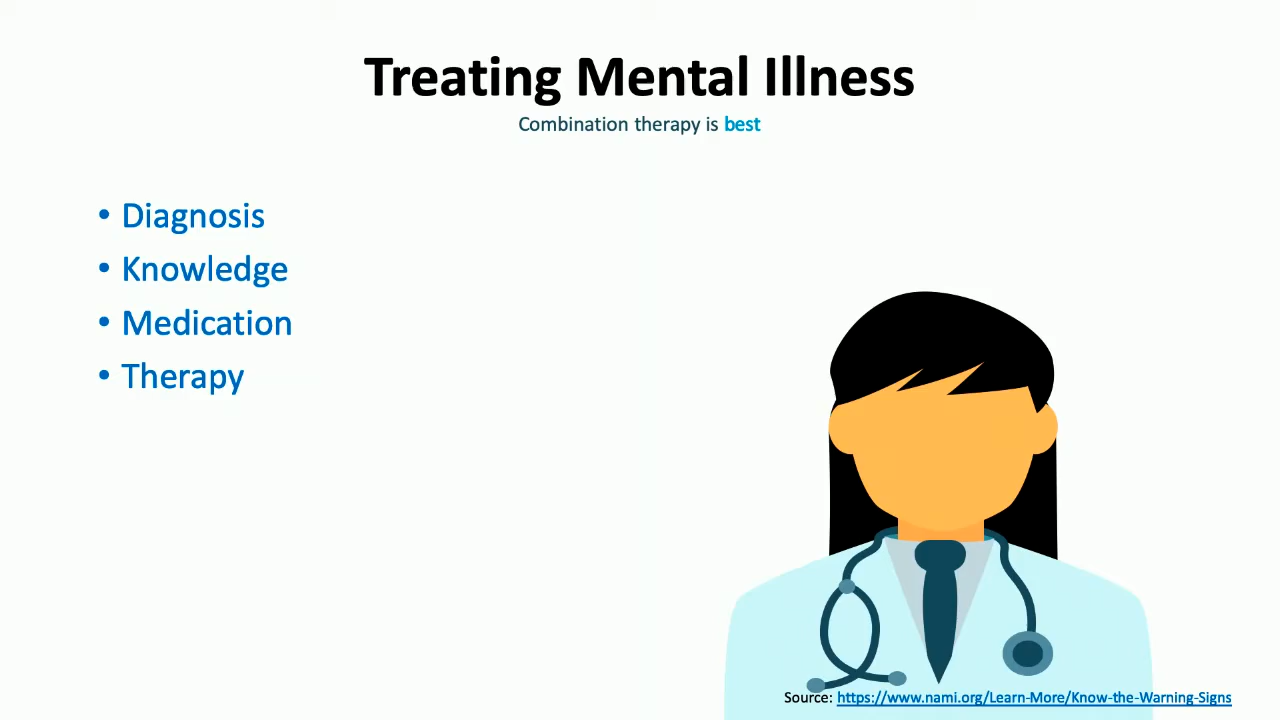 Treating Mental Illness
Combination therapy is best
• Diagnosis
• Knowledge
• Medication
• Therapy
Source: https://www.nami.org/Learn-More/Know-the-Warning-Signs